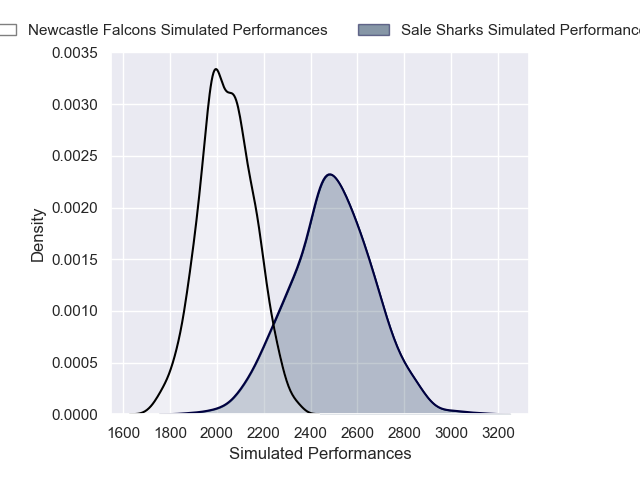 Newcastle Falcons Simulated Performances Sale Sharks Simulated
0.0035
0.0030
0.0025
0.0020
0.0015
0.0010
0.0005
0.0000
Density
1600 1800 2000 2200 2400 2600 2800 3000 3200
Simulated Performances